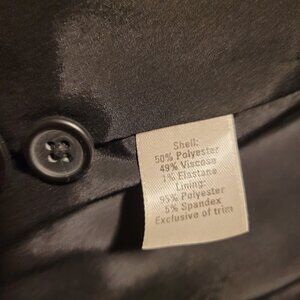 Shell:
50% Polyester
49% Viscose
1% Elastane
Lining:
95% Polyester
5% Spandex
Exclusive of trim